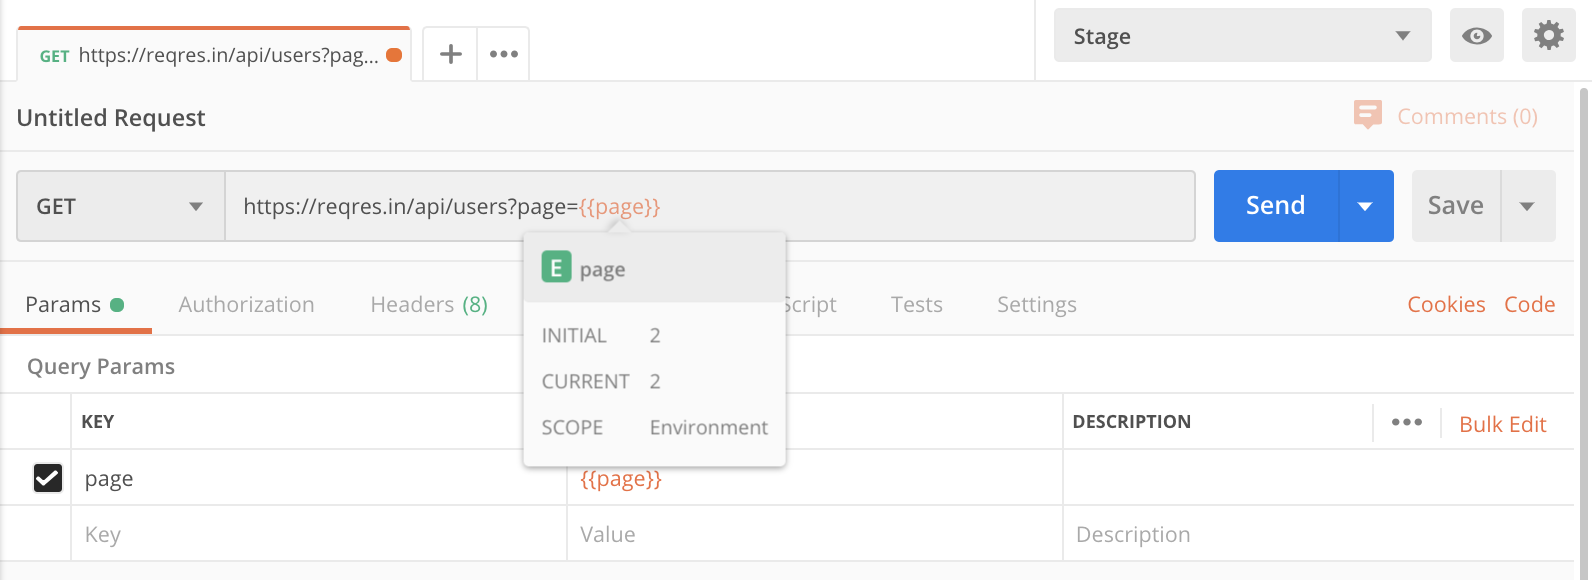 GET https://reqres.in/api/users?pag...
Stage
Untitled Request
Comments (0)
GET
https://reqres.in/api/users?page={{page}}
Send
Save
E page
Params
Authorization
Headers (8)
Script
Tests
Settings
Cookies
Code
INITIAL 2
CURRENT 2
SCOPE Environment
Query Params
KEY
DESCRIPTION
Bulk Edit
page
{{page}}
Key
Value
Description